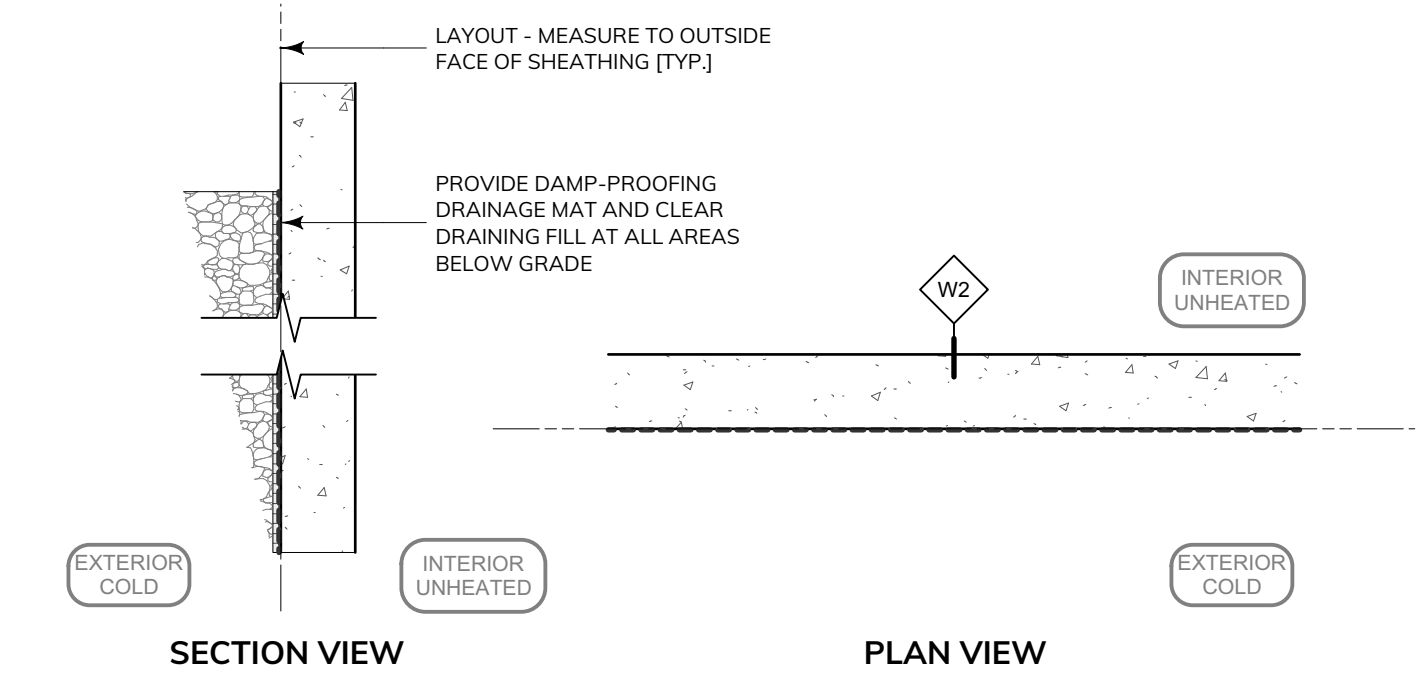 LAYOUT - MEASURE TO OUTSIDE
FACE OF SHEATHING [TYP.]
PROVIDE DAMP-PROOFING
DRAINAGE MAT AND CLEAR
DRAINING FILL AT ALL AREAS
BELOW GRADE
W2
INTERIOR
UNHEATED
EXTERIOR
COLD
INTERIOR
UNHEATED
EXTERIOR
COLD
SECTION VIEW
PLAN VIEW